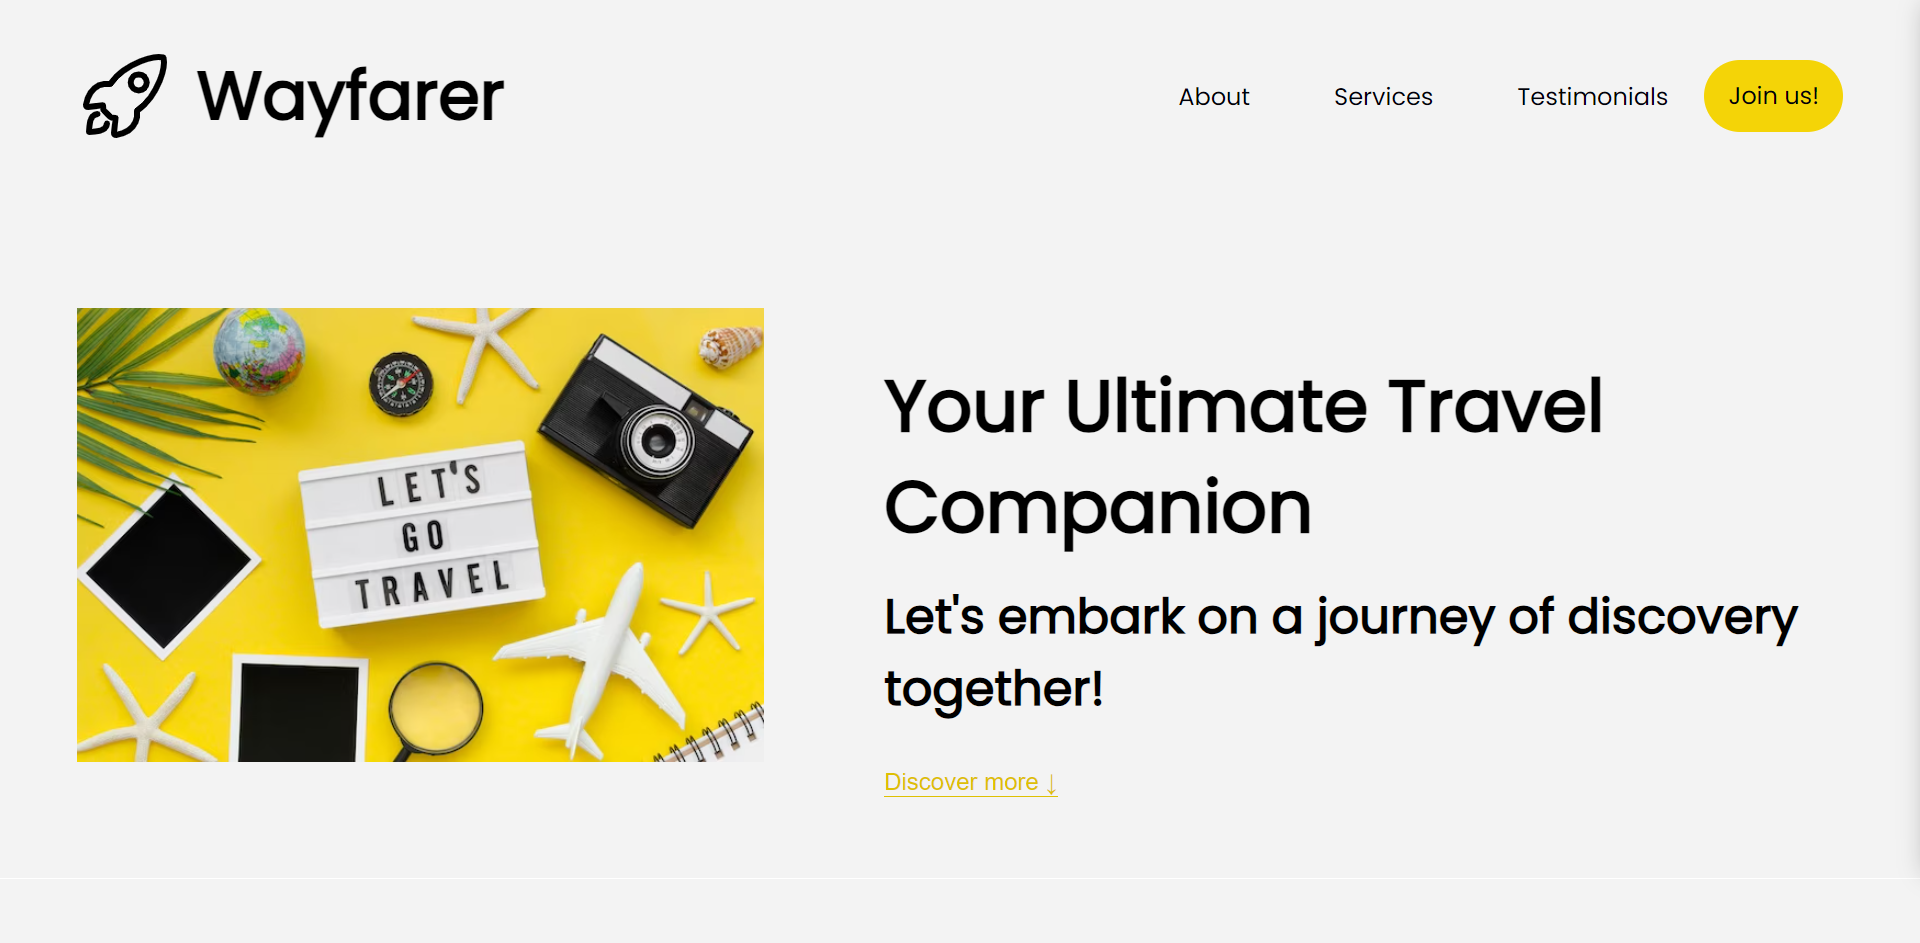 Wayfarer
About Services Testimonials Join us!
LET'S
GO
TRAVEL
Your Ultimate Travel
Companion
Let's embark on a journey of discovery
together!
Discover more ↓